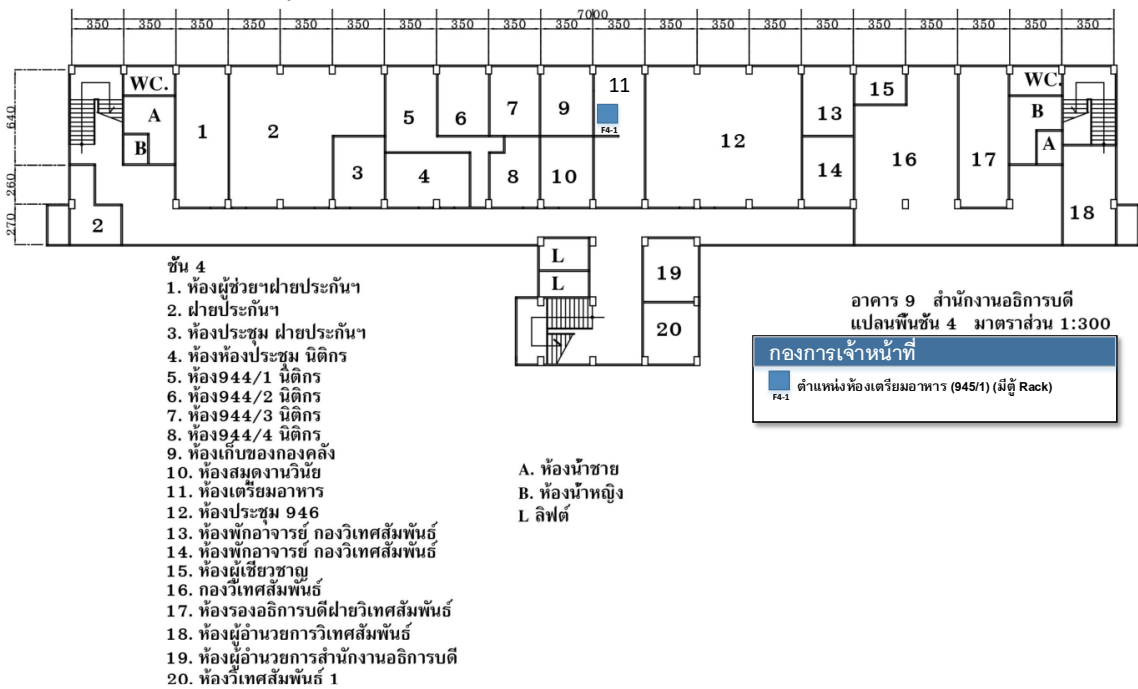 7000
350 350 350 350 350 350 350 350 350 350 350 350 350 350 350 350 350 350 350 350
640
260
270
WC.
A
B
1
2
3
4
5
6
7
8
9
10
11
F4-1
12
13
14
15
16
17
WC.
B
A
18
2
L
L
19
20
ชั้น 4
1. ห้องผู้ช่วยฯฝ่ายประกันฯ
2. ฝ่ายประกันฯ
3. ห้องประชุม ฝ่ายประกันฯ
4. ห้องห้องประชุม นิติกร
5. ห้อง944/1 นิติกร
6. ห้อง944/2 นิติกร
7. ห้อง944/3 นิติกร
8. ห้อง944/4 นิติกร
9. ห้องเก็บของกองคลัง
10. ห้องสมุดงานวินัย
11. ห้องเตรียมอาหาร
12. ห้องประชุม 946
13. ห้องพักอาจารย์ กองวิเทศสัมพันธ์
14. ห้องพักอาจารย์ กองวิเทศสัมพันธ์
15. ห้องผู้เชียวชาญ
16. กองวิเทศสัมพันธ์
17. ห้องรองอธิการบดีฝ่ายวิเทศสัมพันธ์
18. ห้องผู้อำนวยการวิเทศสัมพันธ์
19. ห้องผู้อำนวยการสำนักงานอธิการบดี
20. ห้องวิเทศสัมพันธ์ 1
A. ห้องน้ำชาย
B. ห้องน้ำหญิง
L ลิฟต์
อาคาร 9 สำนักงานอธิการบดี
แปลนพื้นชั้น 4 มาตราส่วน 1:300
กองการเจ้าหน้าที่
F4-1 ตำแหน่งห้องเตรียมอาหาร (945/1) (มีตู้ Rack)